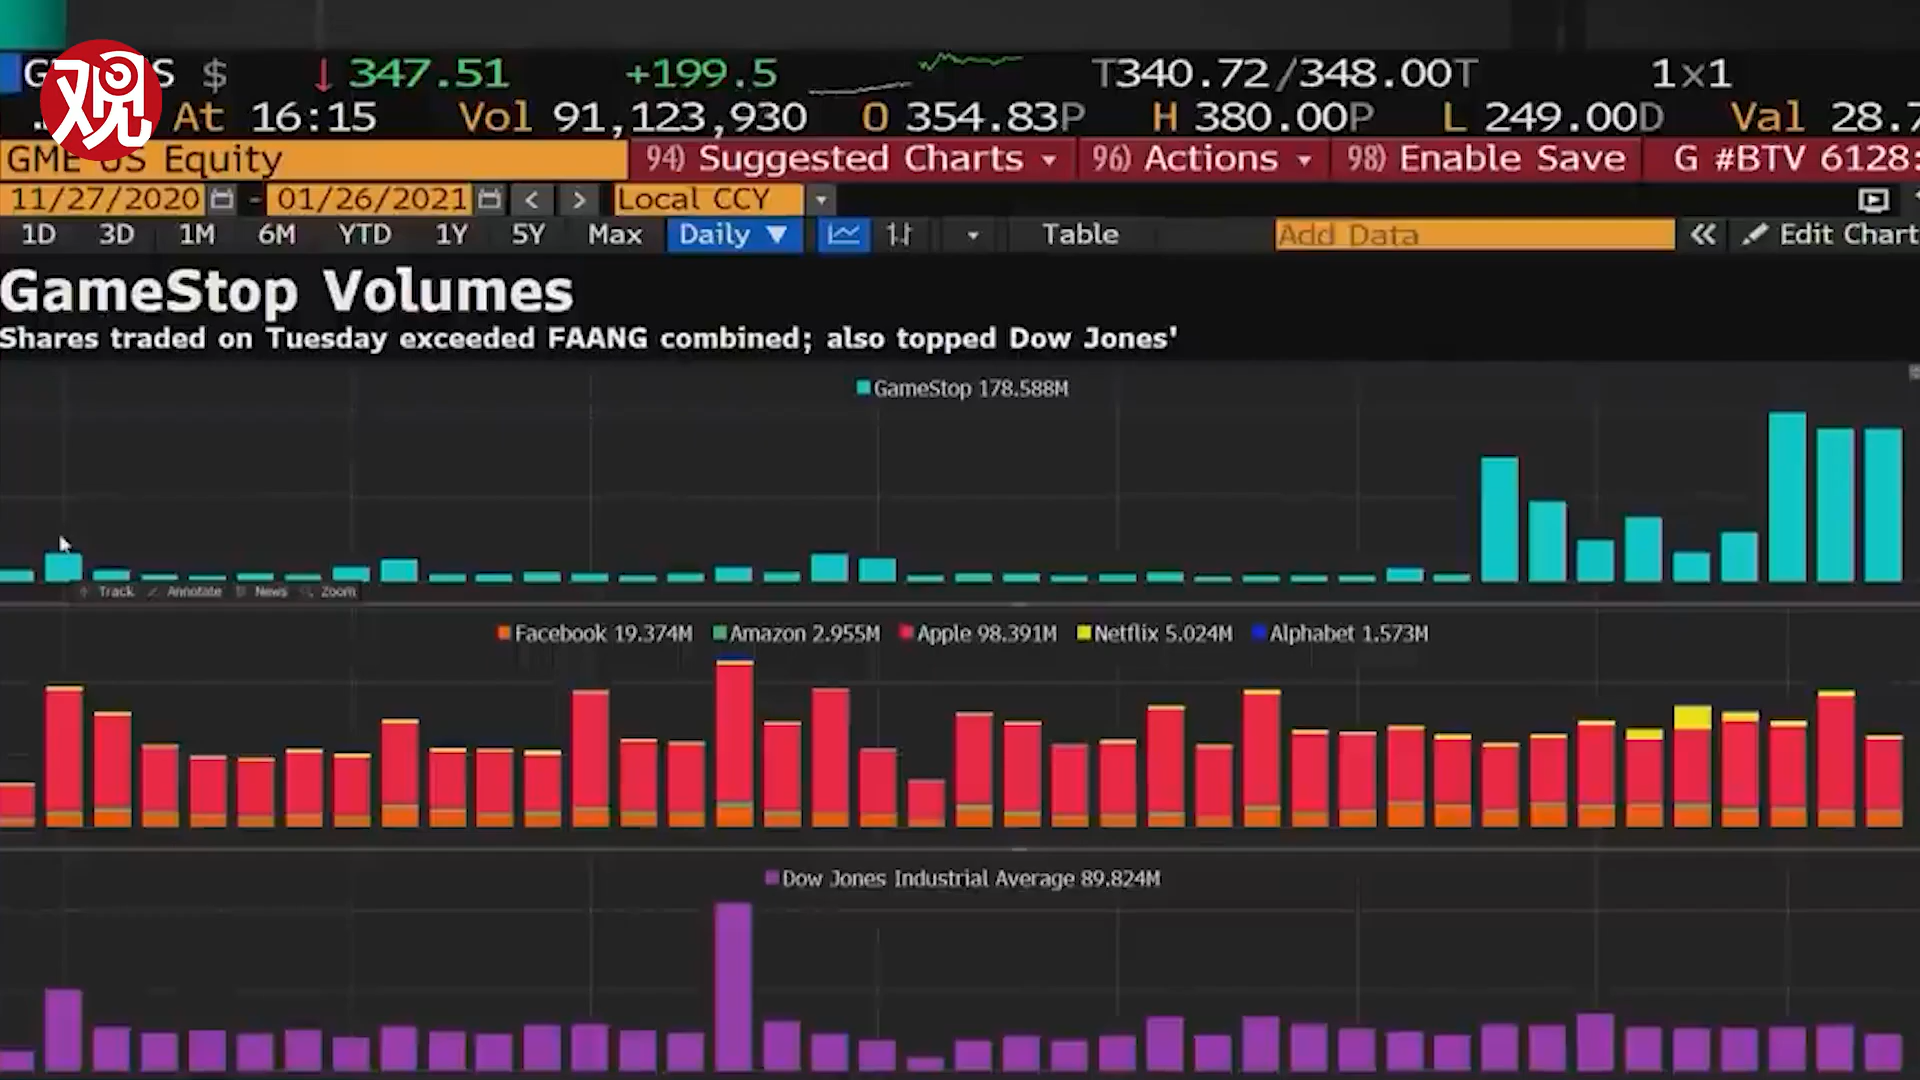 观
$ ↓ 347.51 +199.5 T340.72/348.00T 1x1
At 16:15 Vol 91,123,930 O 354.83P H 380.00P L 249.00D Val 28.7
GME US Equity 94) Suggested Charts 96) Actions 98) Enable Save G #BTV 6128:
11/27/2020 - 01/26/2021 < > Local CCY
1D 3D 1M 6M YTD 1Y 5Y Max Daily ▼ Table Add Data « Edit Chart
GameStop Volumes
Shares traded on Tuesday exceeded FAANG combined; also topped Dow Jones'
GameStop 178.588M
Track Annotate News Zoom
Facebook 19.374M Amazon 2.955M Apple 98.391M Netflix 5.024M Alphabet 1.573M
Dow Jones Industrial Average 89.824M